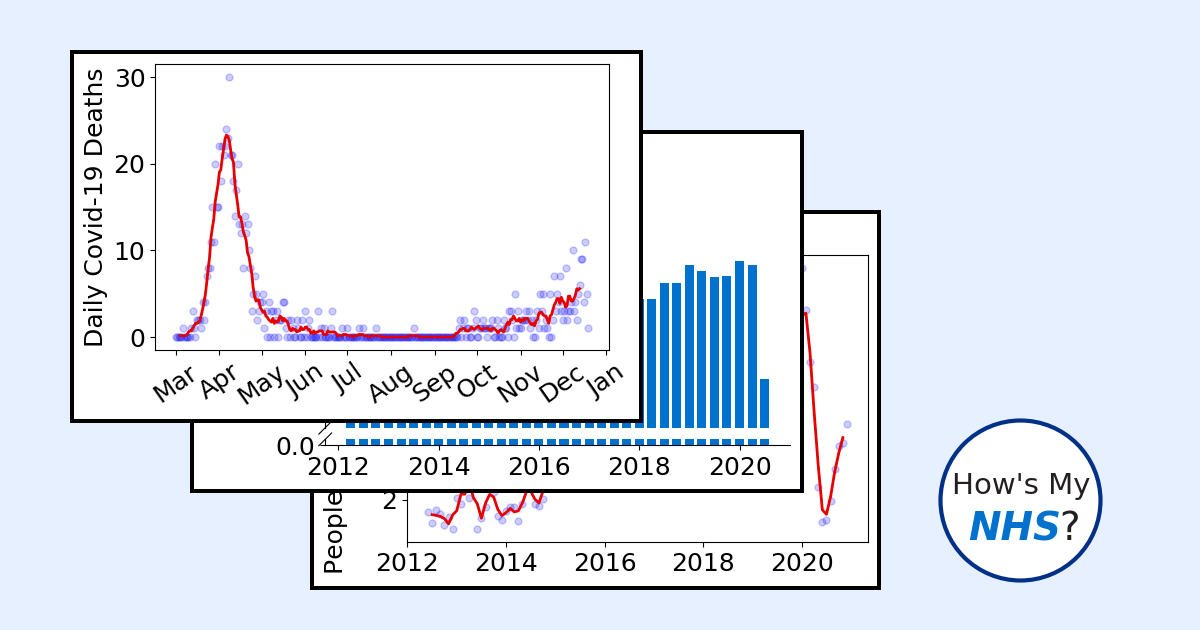 Daily Covid-19 Deaths
30
20
10
0
Mar Apr May Jun Jul Aug Sep Oct Nov Dec Jan
0.0
2012 2014 2016 2018 2020
People
2
2012 2014 2016 2018 2020
How's My
NHS?